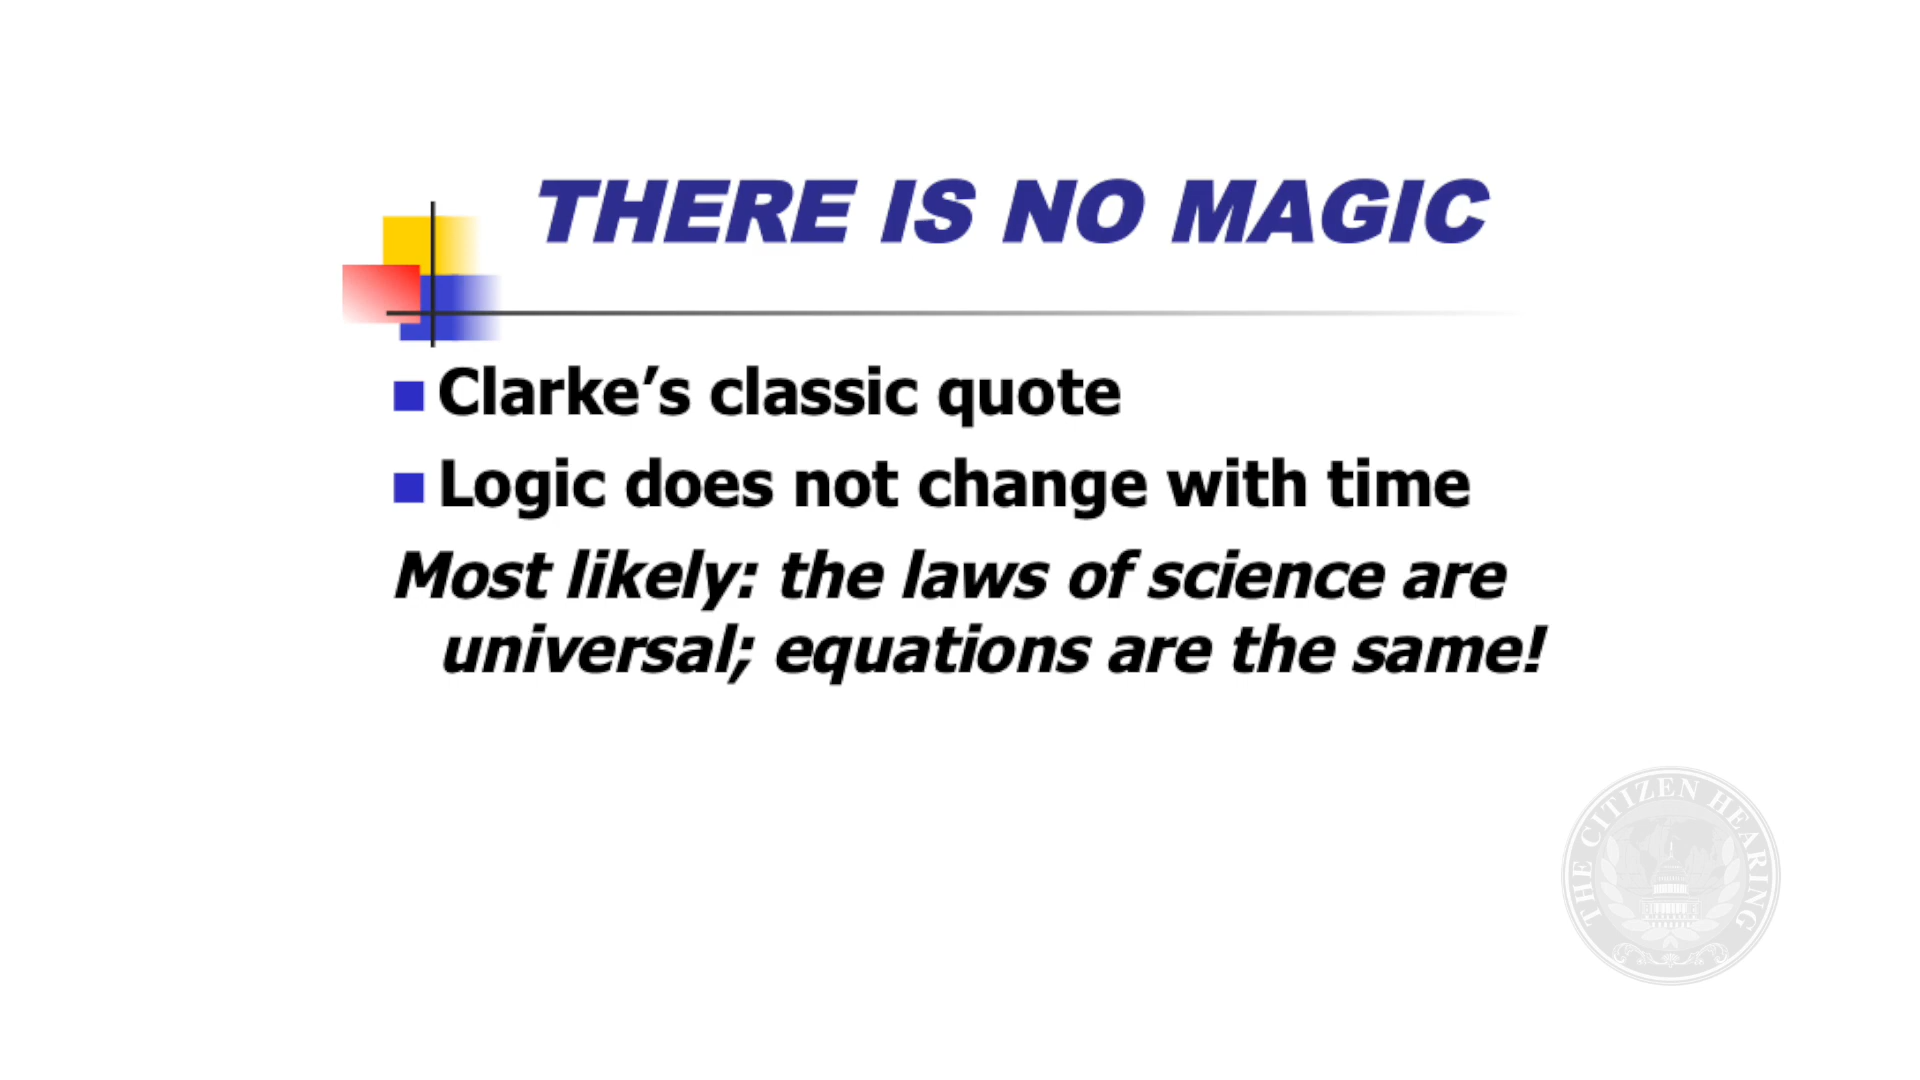 THERE IS NO MAGIC
Clarke’s classic quote
Logic does not change with time
Most likely: the laws of science are
universal; equations are the same!
THE CITIZEN HEARING